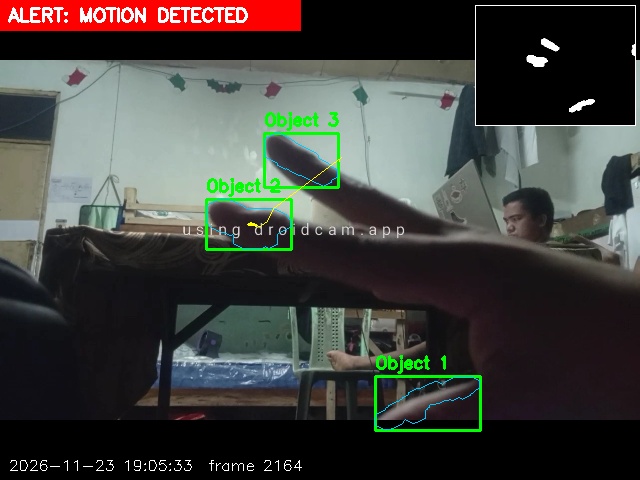 ALERT: MOTION DETECTED
Object 3
Object 2
using droidcam.app
Object 1
2026-11-23 19:05:33 frame 2164